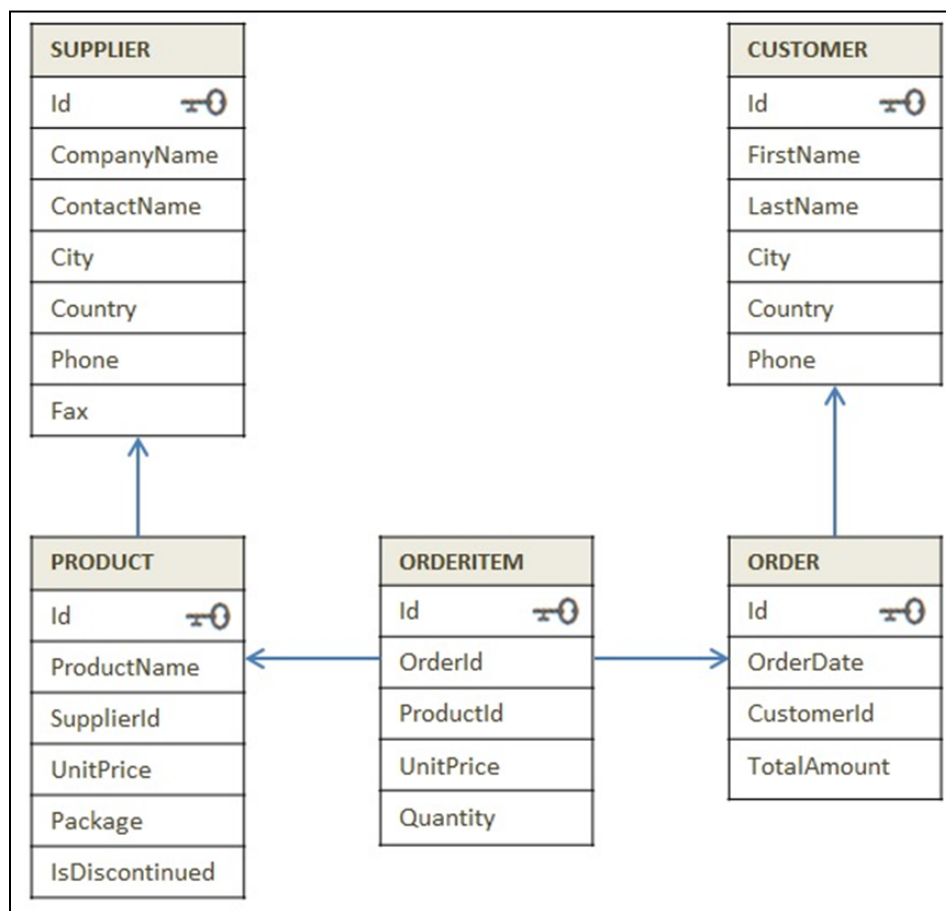 SUPPLIER
Id
CompanyName
ContactName
City
Country
Phone
Fax
CUSTOMER
Id
FirstName
LastName
City
Country
Phone
PRODUCT
Id
ProductName
SupplierId
UnitPrice
Package
IsDiscontinued
ORDERITEM
Id
OrderId
ProductId
UnitPrice
Quantity
ORDER
Id
OrderDate
CustomerId
TotalAmount